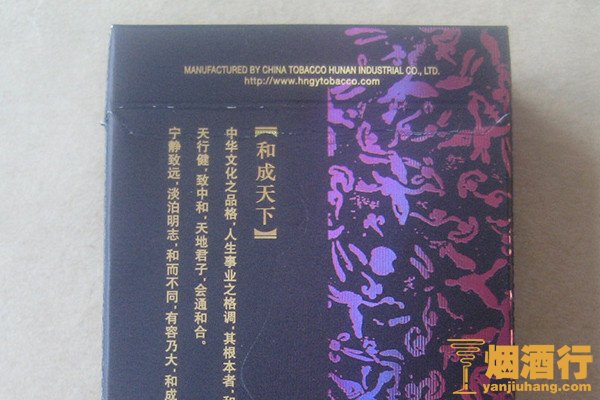 MANUFACTURED BY CHINA TOBACCO HUNAN INDUSTRIAL CO., LTD.
http://www.hngytobacco.com
【和成天下】
中华文化之品格,人生事业之格调,其根本者,和
天行健,致中和,天地君子,会通和合。
宁静致远,淡泊明志,和而不同,有容乃大,和成
烟酒行
yanjiuhang.com